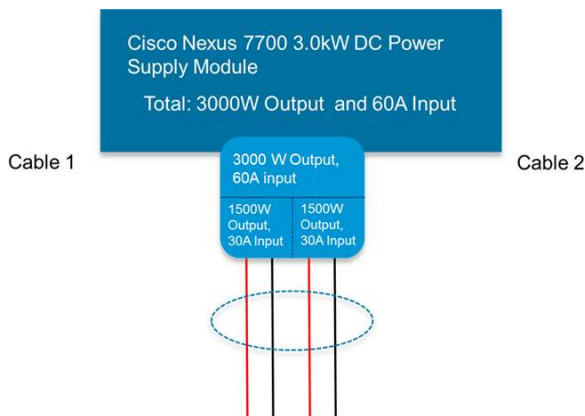 Cisco Nexus 7700 3.0kW DC Power
Supply Module
Total: 3000W Output and 60A Input
Cable 1
Cable 2
3000 W Output,
60A input
1500W
Output,
30A Input
1500W
Output,
30A Input